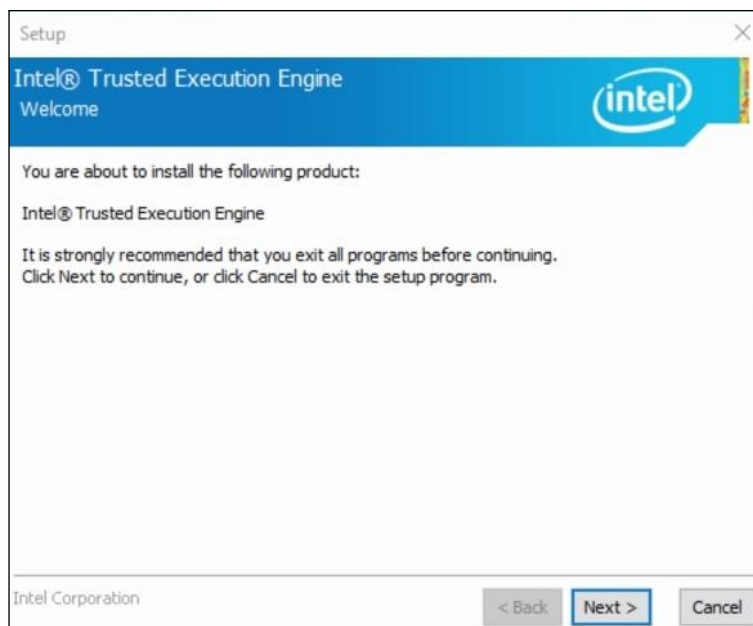 Setup
Intel® Trusted Execution Engine
Welcome
intel
You are about to install the following product:
Intel® Trusted Execution Engine
It is strongly recommended that you exit all programs before continuing.
Click Next to continue, or click Cancel to exit the setup program.
Intel Corporation
< Back Next > Cancel